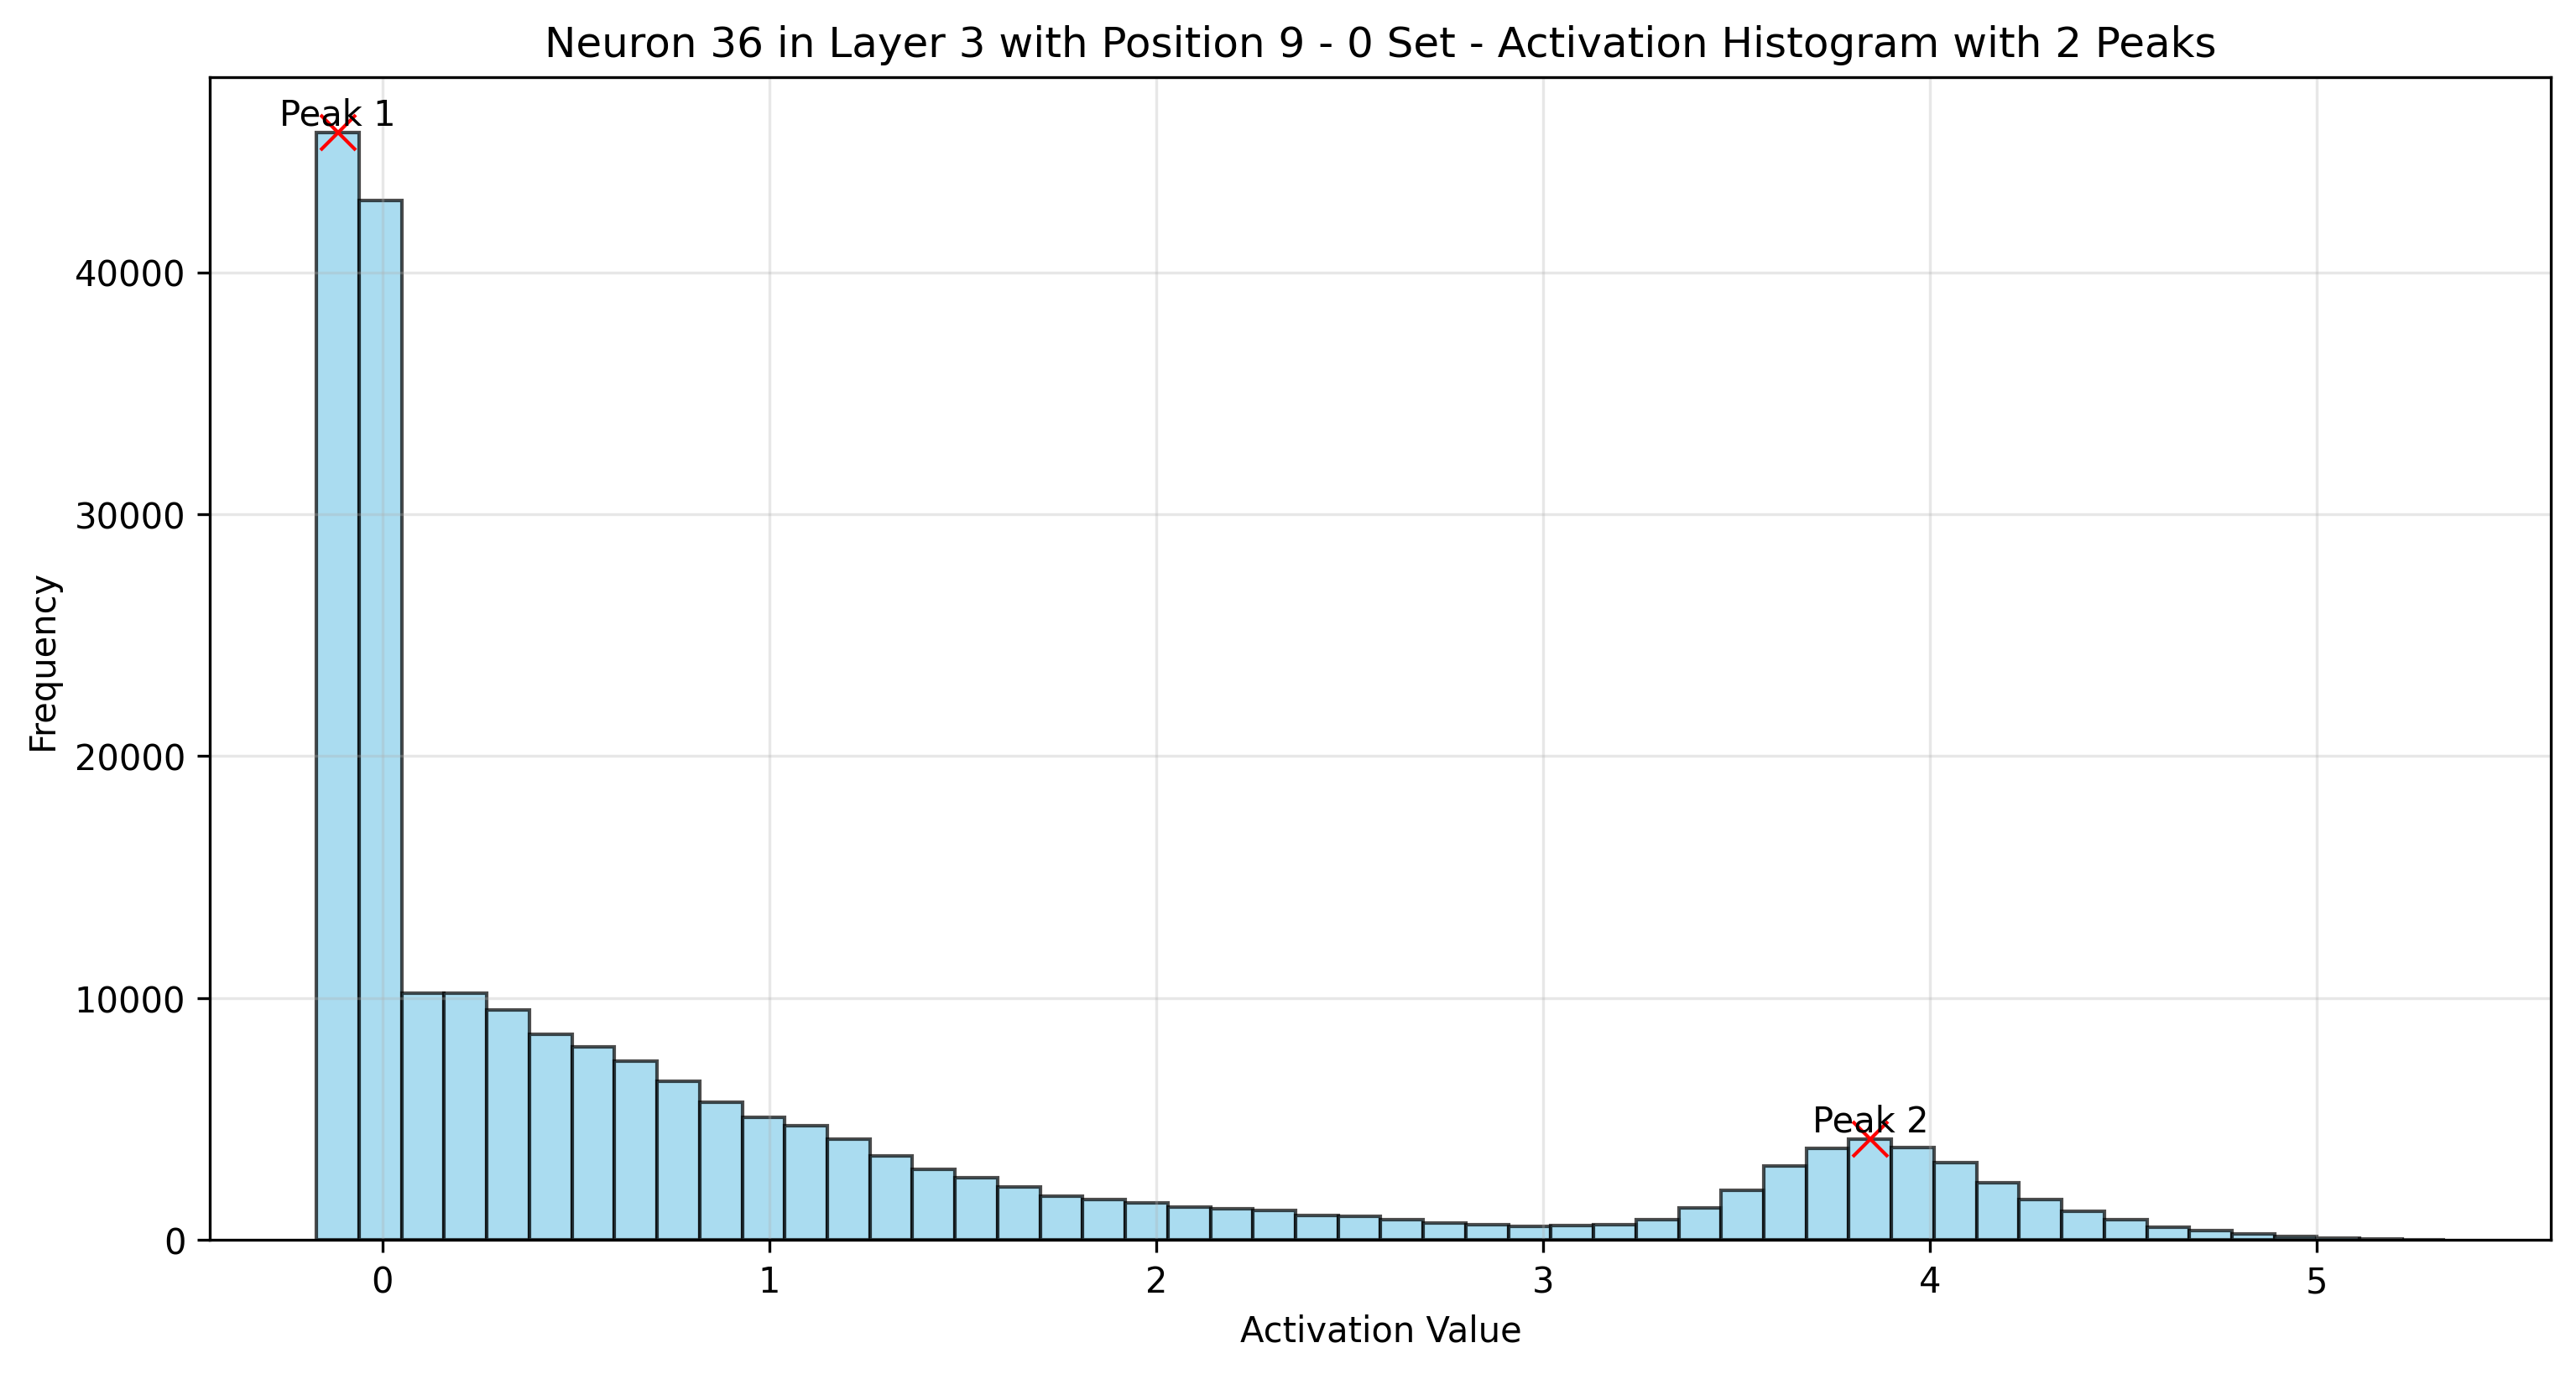 Neuron 36 in Layer 3 with Position 9 - 0 Set - Activation Histogram with 2 Peaks
Peak 1
40000
30000
20000
10000
0
Frequency
Peak 2
0 1 2 3 4 5
Activation Value